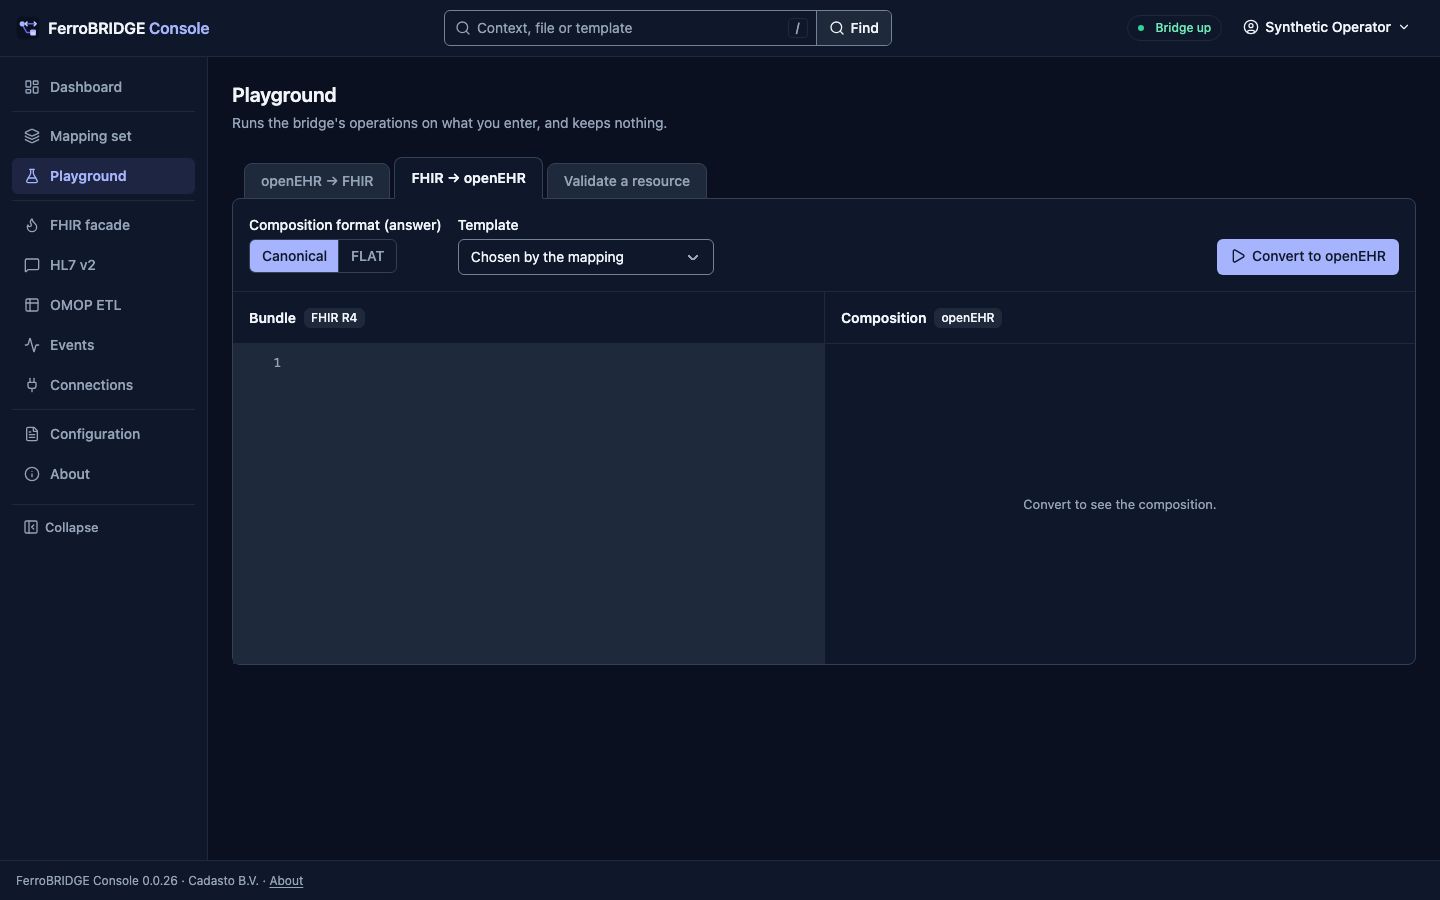 FerroBRIDGE Console
Context, file or template
/
Find
Bridge up
Synthetic Operator
Dashboard
Mapping set
Playground
FHIR facade
HL7 v2
OMOP ETL
Events
Connections
Configuration
About
Collapse
Playground
Runs the bridge's operations on what you enter, and keeps nothing.
openEHR → FHIR
FHIR → openEHR
Validate a resource
Composition format (answer)
Template
Canonical
FLAT
Chosen by the mapping
Convert to openEHR
Bundle
FHIR R4
Composition
openEHR
1
Convert to see the composition.
FerroBRIDGE Console 0.0.26 · Cadasto B.V. · About